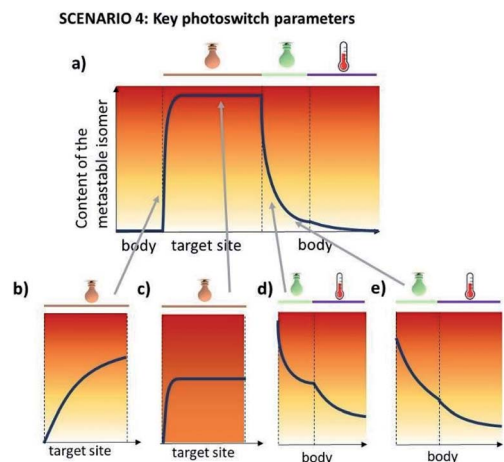 SCENARIO 4: Key photoswitch parameters
a)
Content of the
metastable isomer
body
target site
body
b)
c)
d)
e)
target site
target site
body
body